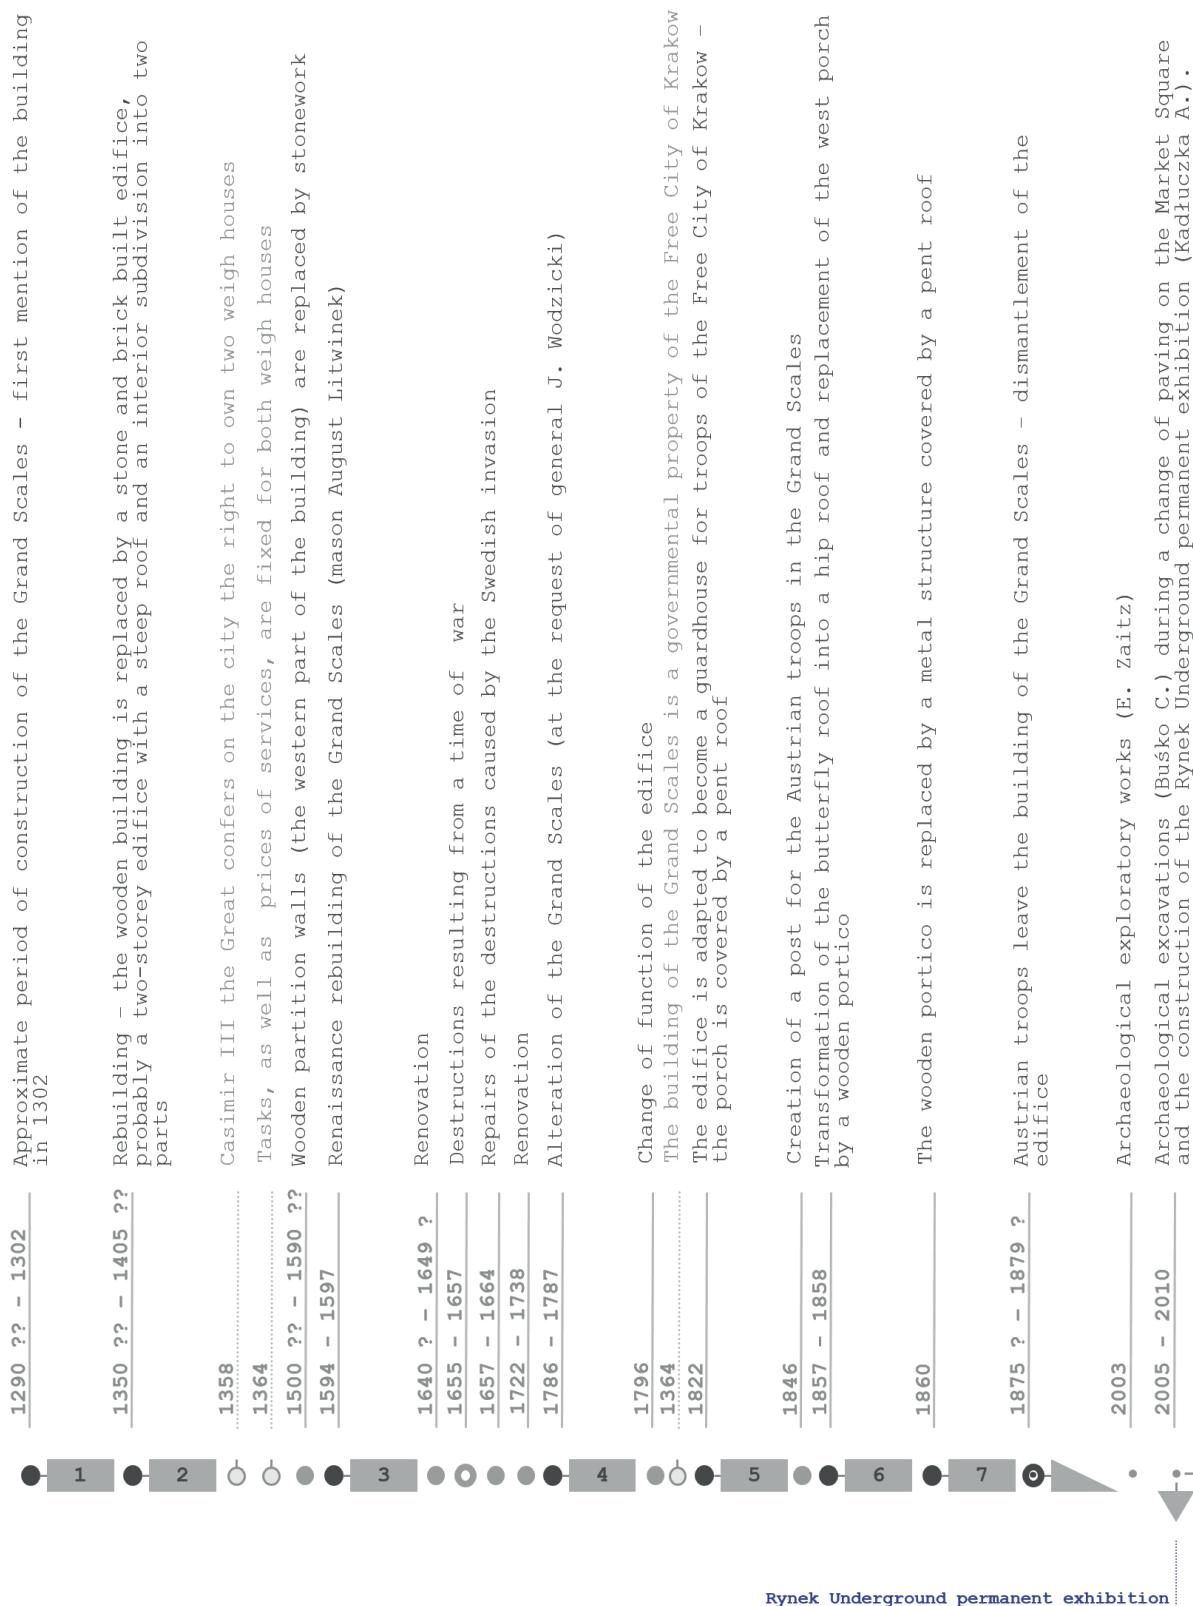 1290 ?? – 1302
Approximate period of construction of the Grand Scales – first mention of the building
in 1302
1
1350 ?? – 1405 ??
Rebuilding – the wooden building is replaced by a stone and brick built edifice,
probably a two-storey edifice with a steep roof and an interior subdivision into two
parts
2
1358
Casimir III the Great confers on the city the right to own two weigh houses
1364
Tasks, as well as prices of services, are fixed for both weigh houses
1500 ?? – 1590 ??
Wooden partition walls (the western part of the building) are replaced by stonework
1594 – 1597
Renaissance rebuilding of the Grand Scales (mason August Litwinek)
3
1640 ? – 1649 ?
Renovation
1655 – 1657
Destructions resulting from a time of war
1657 – 1664
Repairs of the destructions caused by the Swedish invasion
1722 – 1738
Renovation
1786 – 1787
Alteration of the Grand Scales (at the request of general J. Wodzicki)
4
1796
Change of function of the edifice
1364
The building of the Grand Scales is a governmental property of the Free City of Krakow
1822
The edifice is adapted to become a guardhouse for troops of the Free City of Krakow –
the porch is covered by a pent roof
5
1846
Creation of a post for the Austrian troops in the Grand Scales
1857 – 1858
Transformation of the butterfly roof into a hip roof and replacement of the west porch
by a wooden portico
6
1860
The wooden portico is replaced by a metal structure covered by a pent roof
7
1875 ? – 1879 ?
Austrian troops leave the building of the Grand Scales – dismantlement of the
edifice
2003
Archaeological exploratory works (E. Zaitz)
2005 – 2010
Archaeological excavations (Buśko C.) during a change of paving on the Market Square
and the construction of the Rynek Underground permanent exhibition (Kadłuczka A.).
Rynek Underground permanent exhibition